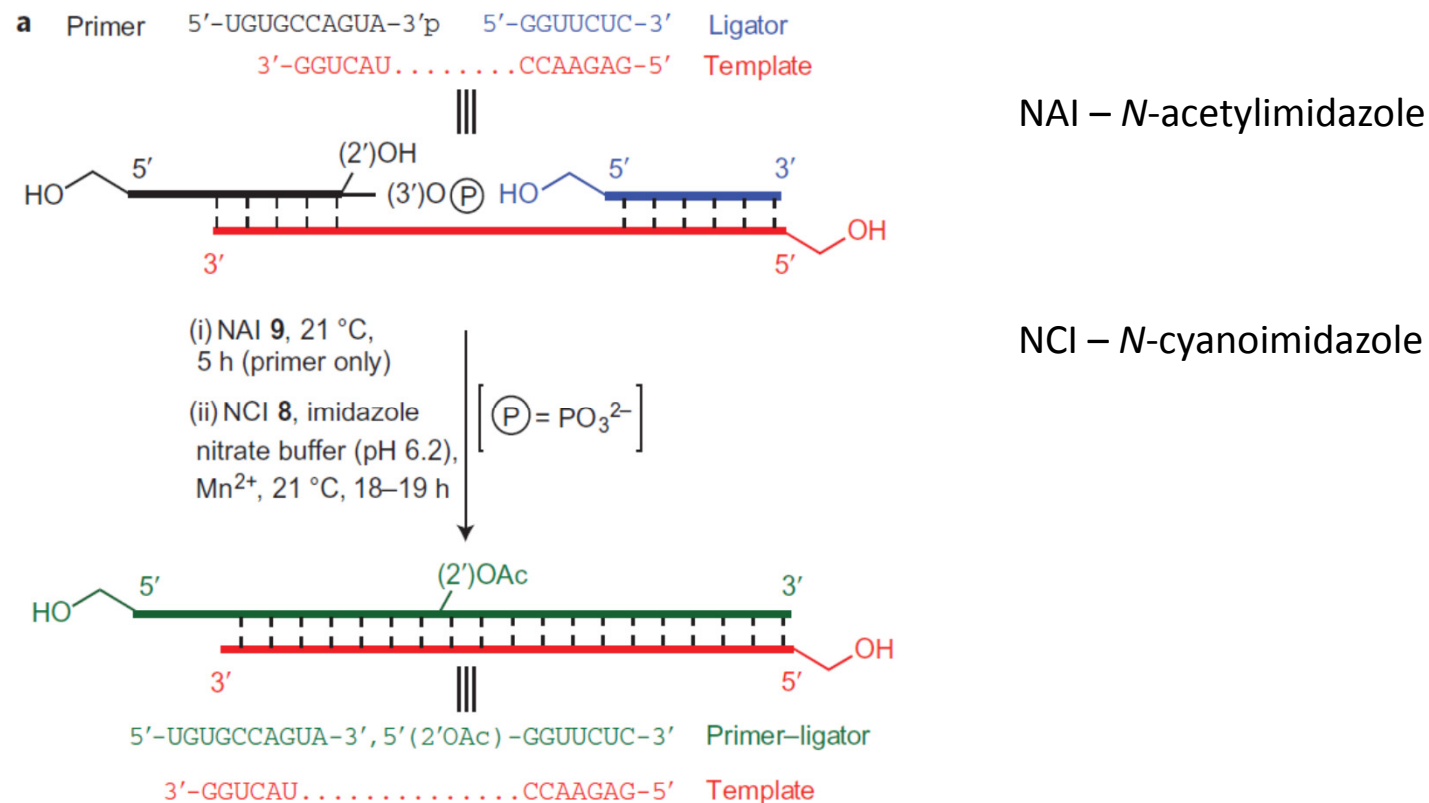 a Primer 5′-UGUGCCAGUA-3′p 5′-GGUUCUC-3′ Ligator
3′-GGUCAU........CCAAGAG-5′ Template
NAI – N-acetylimidazole
(2′)OH
5′ 5′ 3′
HO (3′)O P HO
OH
3′ 5′
(i) NAI 9, 21 °C,
5 h (primer only)
(ii) NCI 8, imidazole
nitrate buffer (pH 6.2),
Mn²⁺, 21 °C, 18–19 h
[P = PO₃²⁻]
NCI – N-cyanoimidazole
(2′)OAc
5′ 3′
HO
OH
3′ 5′
5′-UGUGCCAGUA-3′,5′(2′OAc)-GGUUCUC-3′ Primer–ligator
3′-GGUCAU..............CCAAGAG-5′ Template